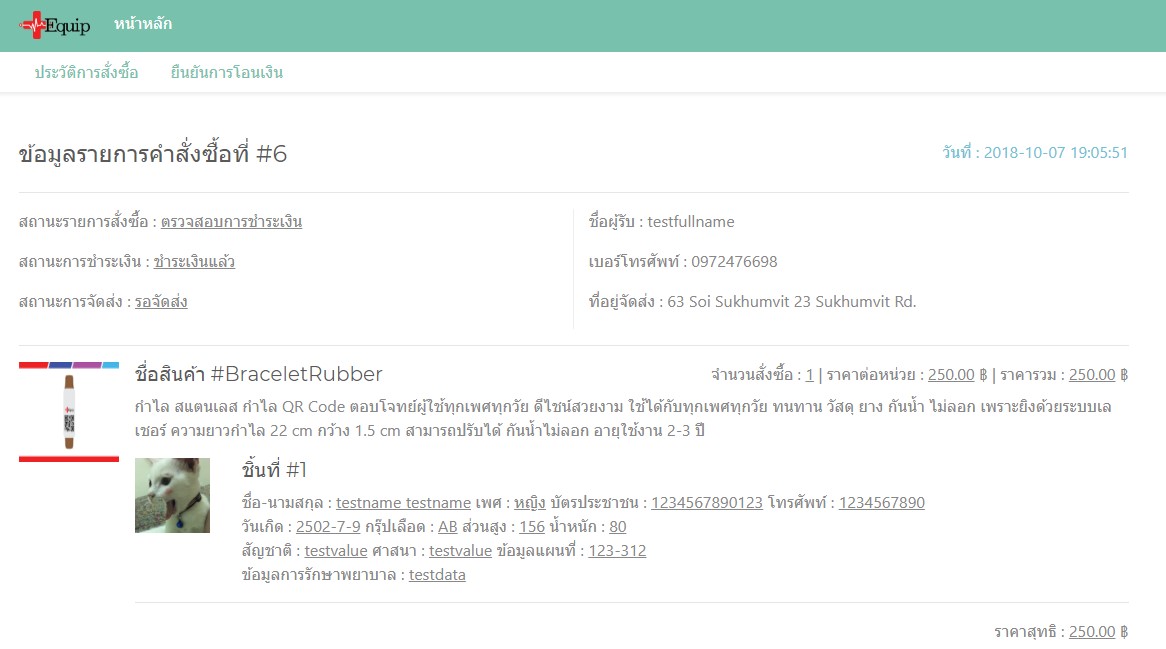 Equip หน้าหลัก
ประวัติการสั่งซื้อ ยืนยันการโอนเงิน
ข้อมูลรายการคำสั่งซื้อที่ #6
วันที่ : 2018-10-07 19:05:51
สถานะรายการสั่งซื้อ : ตรวจสอบการชำระเงิน
สถานะการชำระเงิน : ชำระเงินแล้ว
สถานะการจัดส่ง : รอจัดส่ง
ชื่อผู้รับ : testfullname
เบอร์โทรศัพท์ : 0972476698
ที่อยู่จัดส่ง : 63 Soi Sukhumvit 23 Sukhumvit Rd.
ชื่อสินค้า #BraceletRubber
จำนวนสั่งซื้อ : 1 | ราคาต่อหน่วย : 250.00 ฿ | ราคารวม : 250.00 ฿
กำไล สแตนเลส กำไล QR Code ตอบโจทย์ผู้ใช้ทุกเพศทุกวัย ดีไซน์สวยงาม ใช้ได้กับทุกเพศทุกวัย ทนทาน วัสดุ ยาง กันน้ำ ไม่ลอก เพราะยิงด้วยระบบเล
เชอร์ ความยาวกำไล 22 cm กว้าง 1.5 cm สามารถปรับได้ กันน้ำไม่ลอก อายุใช้งาน 2-3 ปี
ชิ้นที่ #1
ชื่อ-นามสกุล : testname testname เพศ : หญิง บัตรประชาชน : 1234567890123 โทรศัพท์ : 1234567890
วันเกิด : 2502-7-9 กรุ๊ปเลือด : AB ส่วนสูง : 156 น้ำหนัก : 80
สัญชาติ : testvalue ศาสนา : testvalue ข้อมูลแผนที่ : 123-312
ข้อมูลการรักษาพยาบาล : testdata
ราคาสุทธิ : 250.00 ฿